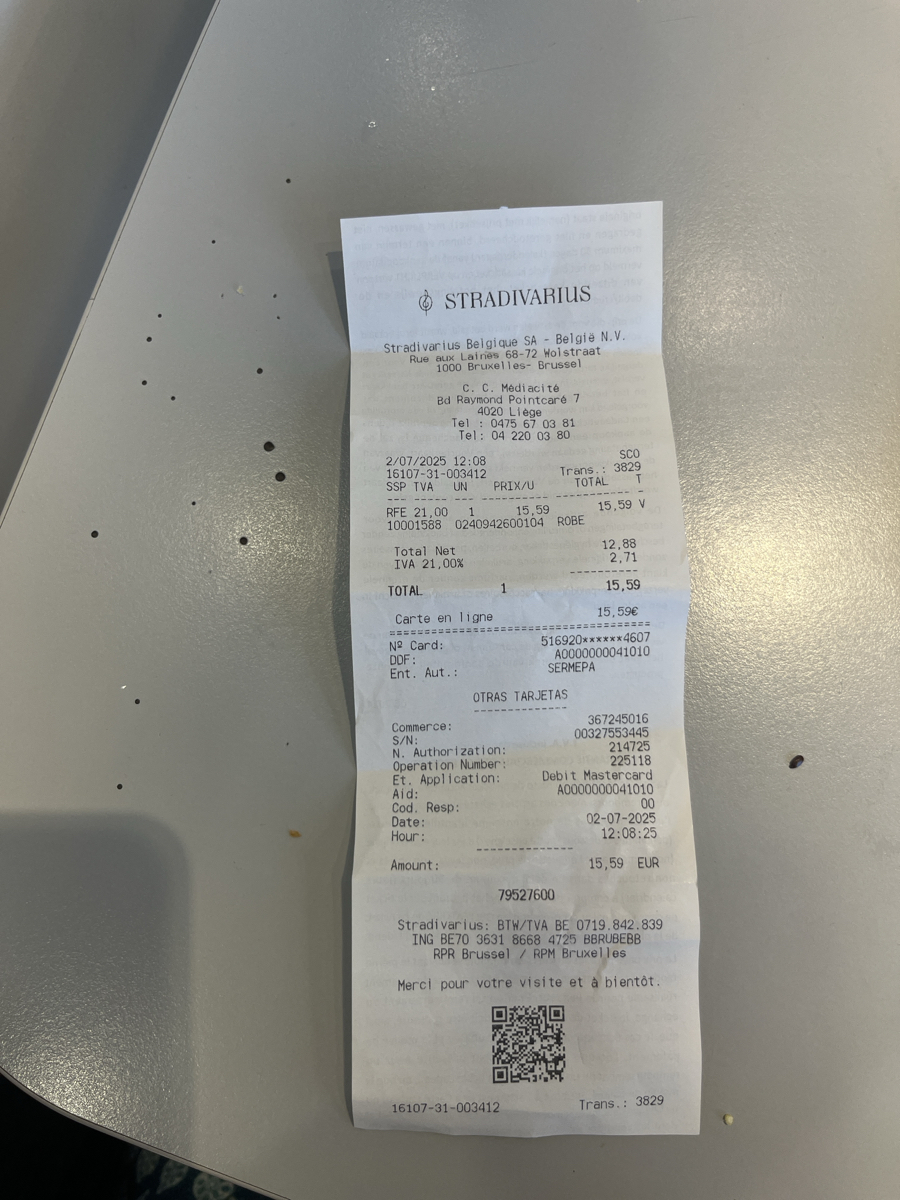 STRADIVARIUS
Stradivarius Belgique SA - België N.V.
Rue aux Laines 68-72 Wolstraat
1000 Bruxelles- Brussel
C. C. Médiacité
Bd Raymond Pointcaré 7
4020 Liège
Tel : 0475 67 03 81
Tel: 04 220 03 80
2/07/2025 12:08 SCO
16107-31-003412 Trans.: 3829
SSP TVA UN PRIX/U TOTAL T
--- ----- -- ---------- ----------- -
RFE 21,00 1 15,59 15,59 V
10001588 0240942600104 ROBE
Total Net 12,88
IVA 21,00% 2,71
----------
TOTAL 1 15,59
Carte en ligne 15,59€
======================================
Nº Card: 516920******4607
DDF: A0000000041010
Ent. Aut.: SERMEPA
OTRAS TARJETAS
--------------
Commerce: 367245016
S/N: 00327553445
N. Authorization: 214725
Operation Number: 225118
Et. Application: Debit Mastercard
Aid: A0000000041010
Cod. Resp: 00
Date: 02-07-2025
Hour: 12:08:25
--------------
Amount: 15,59 EUR
79527600
Stradivarius: BTW/TVA BE 0719.842.839
ING BE70 3631 8668 4725 BBRUBEBB
RPR Brussel / RPM Bruxelles
Merci pour votre visite et à bientôt.
16107-31-003412 Trans.: 3829